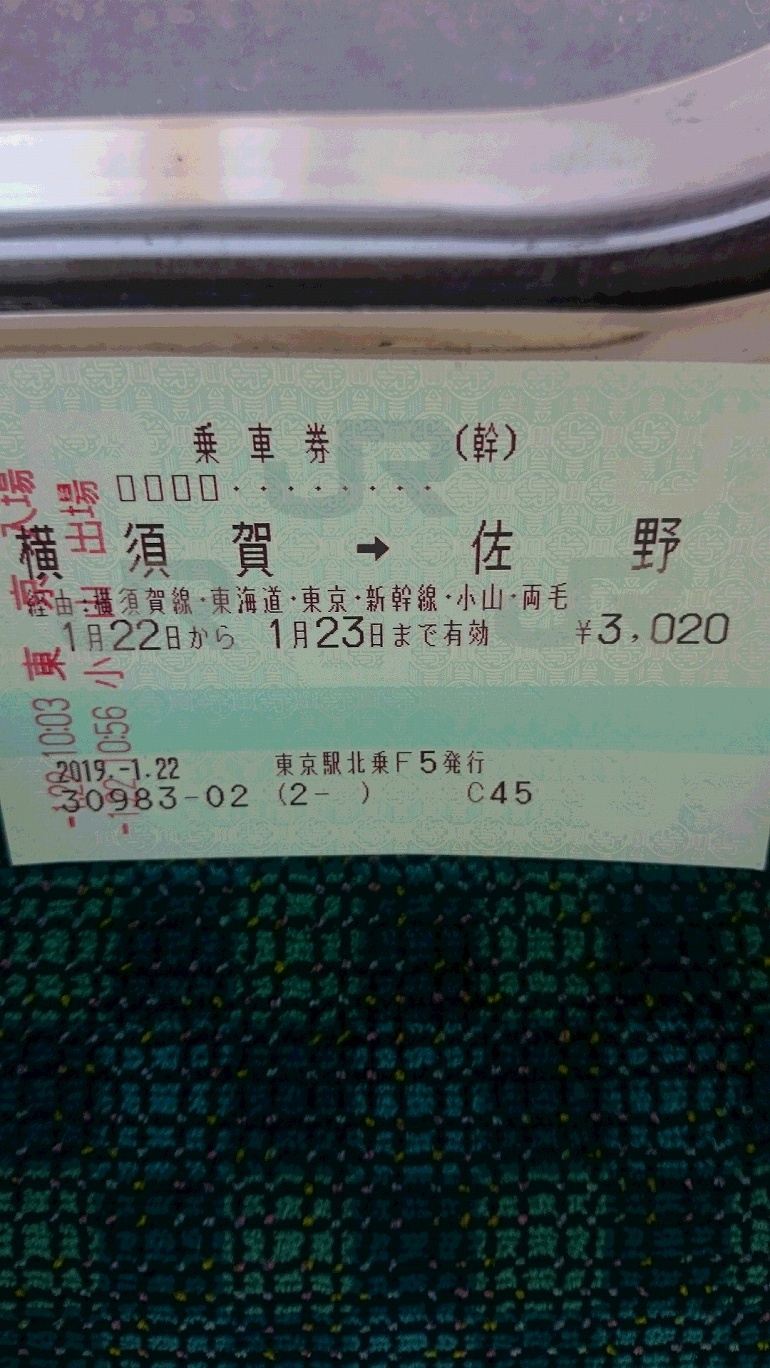 乗車券 (幹)
□□□□・・・・・・・・
横須賀 ➡ 佐野
経由:横須賀線・東海道・東京・新幹線・小山・両毛
1月22日から 1月23日まで有効 ¥3,020
2019.-1.22 東京駅北乗F5発行
30983-02 (2- ) C45
10:03 東京入場
小山出場
JR